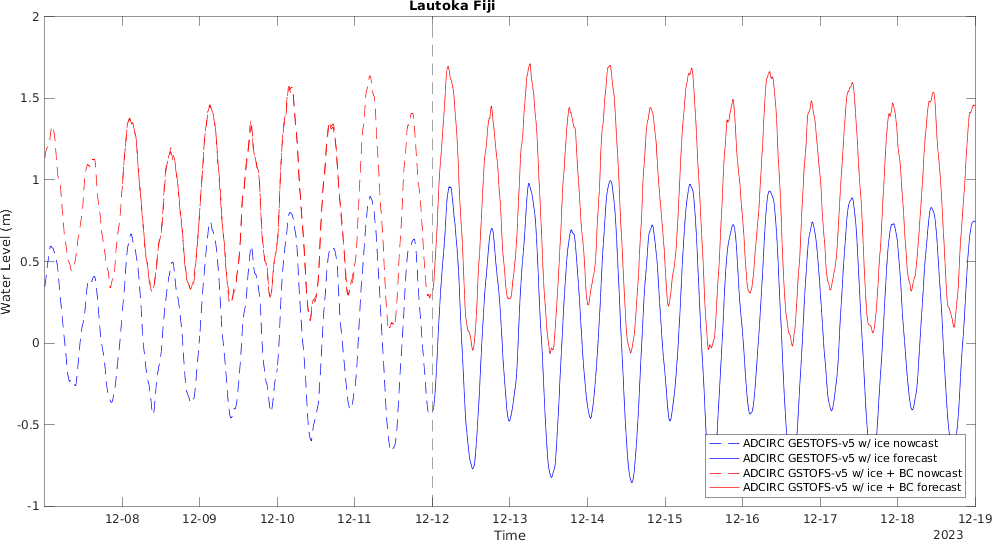 Lautoka Fiji
2
1.5
1
0.5
0
-0.5
-1
Water Level (m)
12-08 12-09 12-10 12-11 12-12 12-13 12-14 12-15 12-16 12-17 12-18 12-19
Time
2023
ADCIRC GESTOFS-v5 w/ ice nowcast
ADCIRC GESTOFS-v5 w/ ice forecast
ADCIRC GSTOFS-v5 w/ ice + BC nowcast
ADCIRC GSTOFS-v5 w/ ice + BC forecast